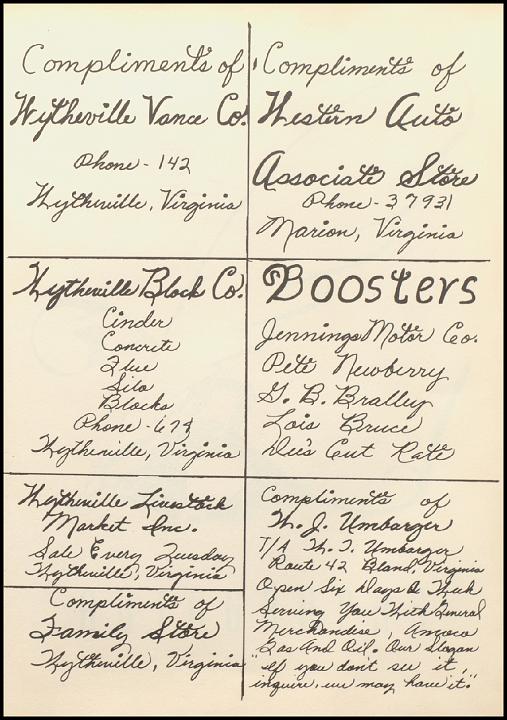 Compliments of
Wytheville Vance Co.
Phone - 142
Wytheville, Virginia
Compliments of
Western Auto
Associate Store
Phone - 37931
Marion, Virginia
Wytheville Block Co.
Cinder
Concrete
Flue
Silo
Blocks
Phone - 674
Wytheville, Virginia
Boosters
Jennings Motor Co.
Pete Newberry
G. B. Bralley
Lois Bruce
Dee's Cut Rate
Wytheville Livestock
Market Inc.
Sale Every Tuesday
Wytheville, Virginia
Compliments of
Family Store
Wytheville, Virginia
Compliments of
Umbarger
T/A Umbarger
Route 42 Bland, Virginia
Open Six Days A Week
Serving You With General
Merchandise, Amoco
Gas And Oil. Our Slogan
"If you don't see it,
inquire, we may have it."